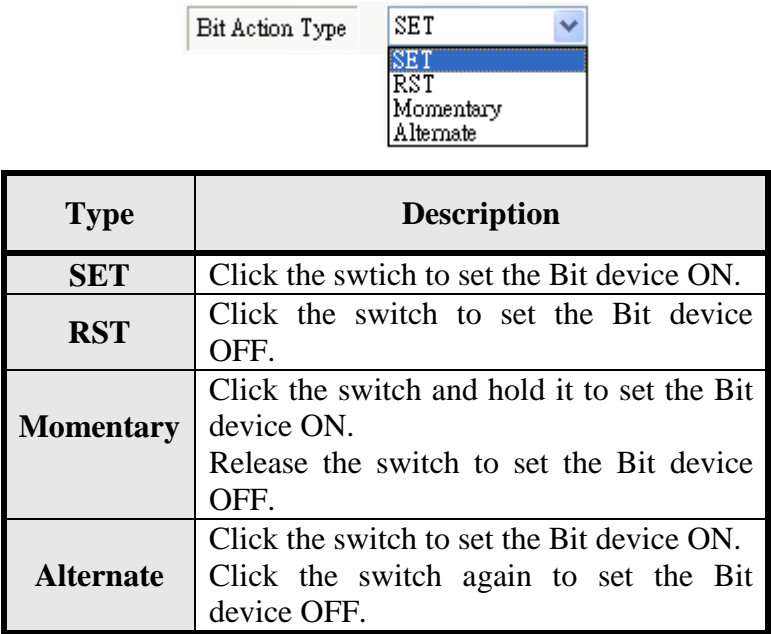 Bit Action Type SET
SET
RST
Momentary
Alternate
Type Description
SET Click the swtich to set the Bit device ON.
RST Click the switch to set the Bit device
OFF.
Momentary Click the switch and hold it to set the Bit
device ON.
Release the switch to set the Bit device
OFF.
Alternate Click the switch to set the Bit device ON.
Click the switch again to set the Bit
device OFF.